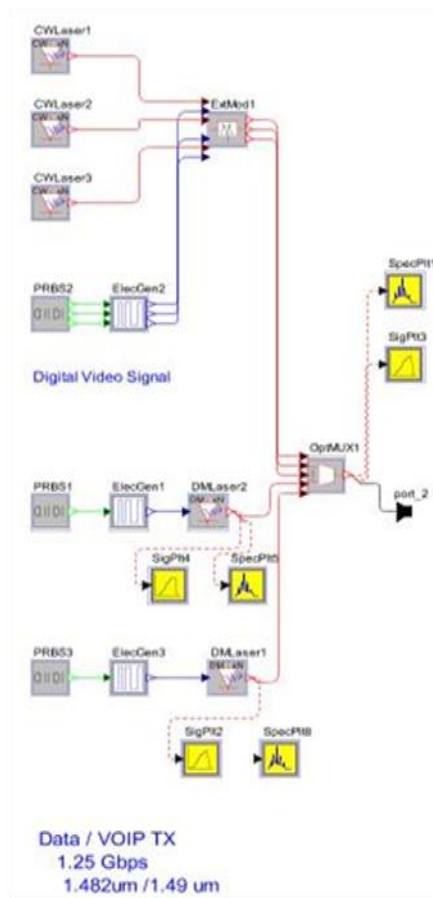 CWLaser1
CWLaser2
ExtMod1
CWLaser3
SpecPlt1
PRBS2 ElecGen2
SigPlt3
Digital Video Signal
OptMUX1
PRBS1 ElecGen1 DMLaser2
port_2
SigPlt4 SpecPlt5
PRBS3 ElecGen3 DMLaser1
SigPlt2 SpecPlt8
Data / VOIP TX
1.25 Gbps
1.482um /1.49 um